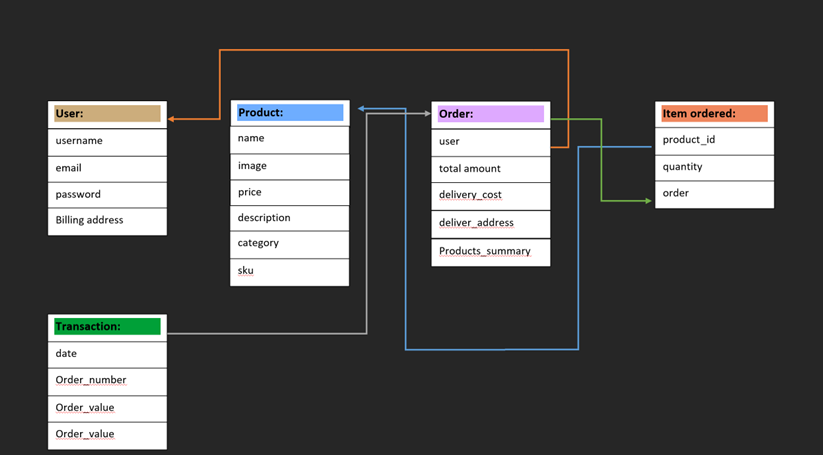 User:
username
email
password
Billing address
Product:
name
image
price
description
category
sku
Order:
user
total amount
delivery_cost
deliver_address
Products_summary
Item ordered:
product_id
quantity
order
Transaction:
date
Order_number
Order_value
Order_value